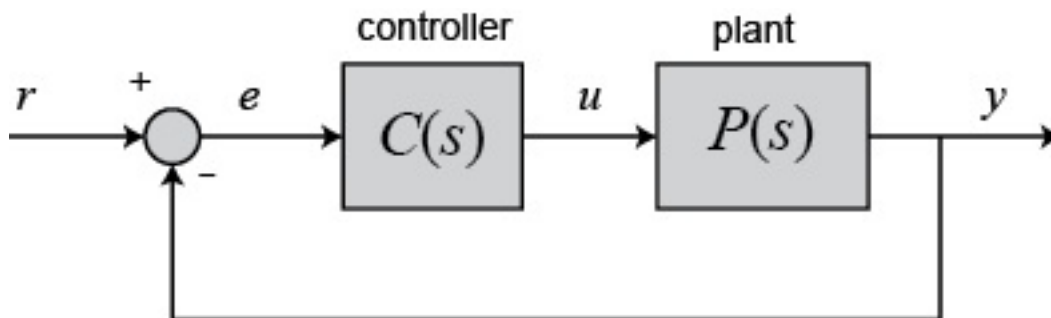 controller plant
r + e C(s) u P(s) y
-